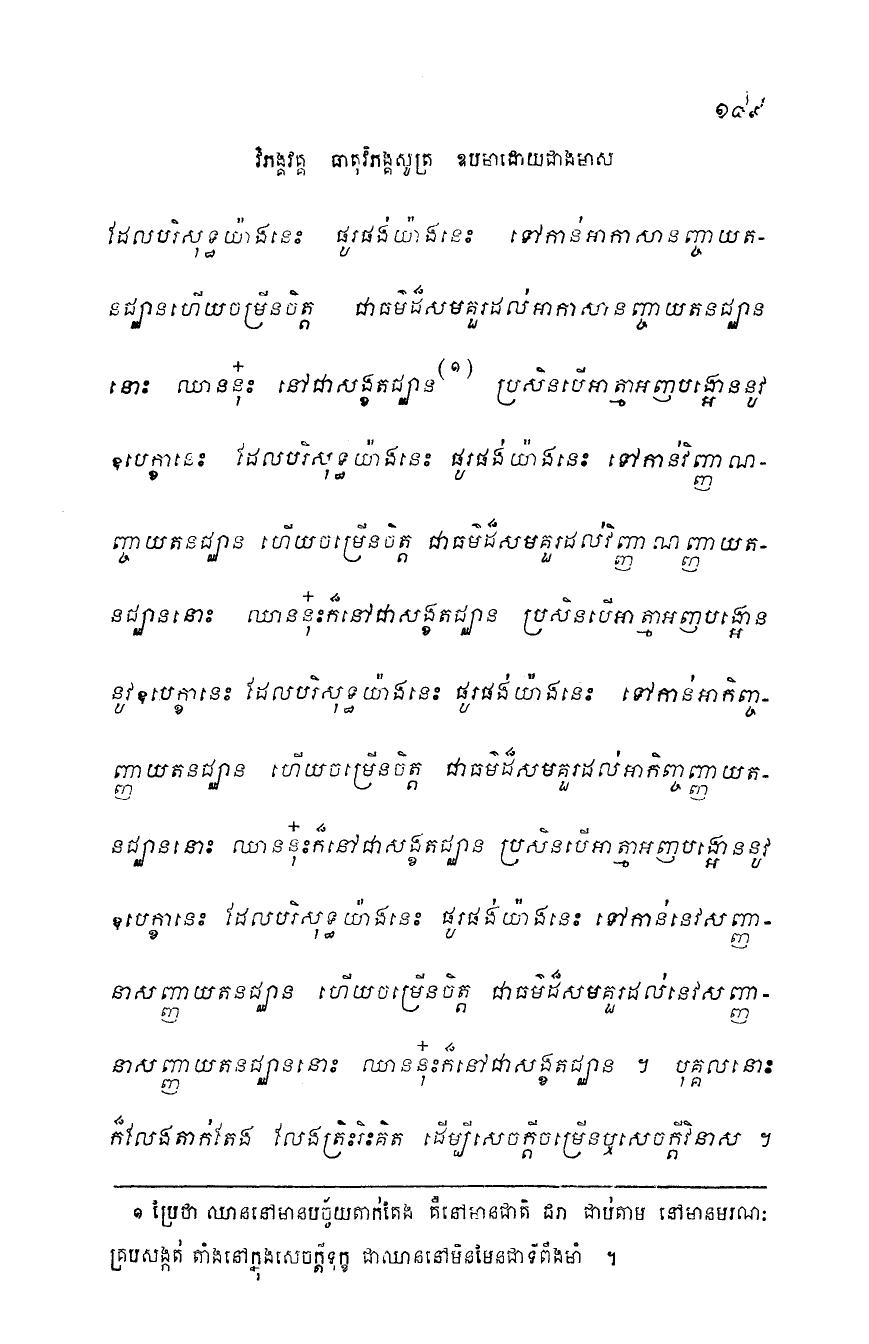 ១៤៩
វិភង្គវគ្គ ធាតុវិភង្គសូត្រ ឧបមាដោយជាងមាស
ដែលបរិសុទ្ធយ៉ាងនេះ ផូរផង់យ៉ាងនេះ ទៅកាន់អាកាសានញ្ចាយត-
នជ្ឈានហើយចម្រើនចិត្ត ជាធម៌ដ៏សមគួរដល់អាកាសានញ្ចាយតនជ្ឈាន
នោះ ឈាននុ៎ះ នៅជាសង្ខតជ្ឈាន(១) ប្រសិនបើអាត្មាអញបង្អោននូវ
ឧបេក្ខានេះ ដែលបរិសុទ្ធយ៉ាងនេះ ផូរផង់យ៉ាងនេះ ទៅកាន់វិញ្ញាណ-
ញ្ចាយតនជ្ឈាន ហើយចម្រើនចិត្ត ជាធម៌ដ៏សមគួរដល់វិញ្ញាណញ្ញាយត-
នជ្ឈាននោះ ឈាននុ៎ះក៏នៅជាសង្ខតជ្ឈាន ប្រសិនបើអាត្មាអញបង្អោន
នូវឧបេក្ខានេះ ដែលបរិសុទ្ធយ៉ាងនេះ ផូរផង់យ៉ាងនេះ ទៅកាន់អាកិញ្ច-
ញ្ញាយតនជ្ឈាន ហើយចម្រើនចិត្ត ជាធម៌ដ៏សមគួរដល់អាកិញ្ចញ្ញាយត-
នជ្ឈាននោះ ឈាននុ៎ះក៏នៅជាសង្ខតជ្ឈាន ប្រសិនបើអាត្មាអញបង្អោននូវ
ឧបេក្ខានេះ ដែលបរិសុទ្ធយ៉ាងនេះ ផូរផង់យ៉ាងនេះ ទៅកាន់នេវសញ្ញា-
នាសញ្ញាយតនជ្ឈាន ហើយចម្រើនចិត្ត ជាធម៌ដ៏សមគួរដល់នេវសញ្ញា-
នាសញ្ញាយតនជ្ឈាននោះ ឈាននុ៎ះក៏នៅជាសង្ខតជ្ឈាន ។ បុគ្គលនោះ
ក៏លែងតាក់តែង លែងត្រិះរិះគិត ដើម្បីសេចក្តីចម្រើនឬសេចក្តីវិនាស ។
១ ប្រែថា ឈាននៅមានបច្ច័យតាក់តែង គឺនៅមានជាតិ ជរា ជាប់តាម នៅមានមរណៈ
គ្របសង្កត់ តាំងនៅក្នុងសេចក្តីទុក្ខ ជាឈាននៅមិនមែនជាទីពឹងមាំ ។